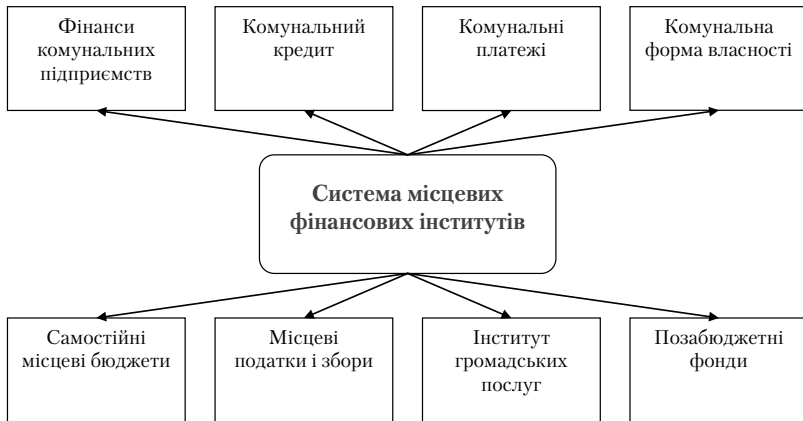 Фінанси
комунальних
підприємств
Комунальний
кредит
Комунальні
платежі
Комунальна
форма власності
Система місцевих
фінансових інститутів
Самостійні
місцеві бюджети
Місцеві
податки і збори
Інститут
громадських
послуг
Позабюджетні
фонди